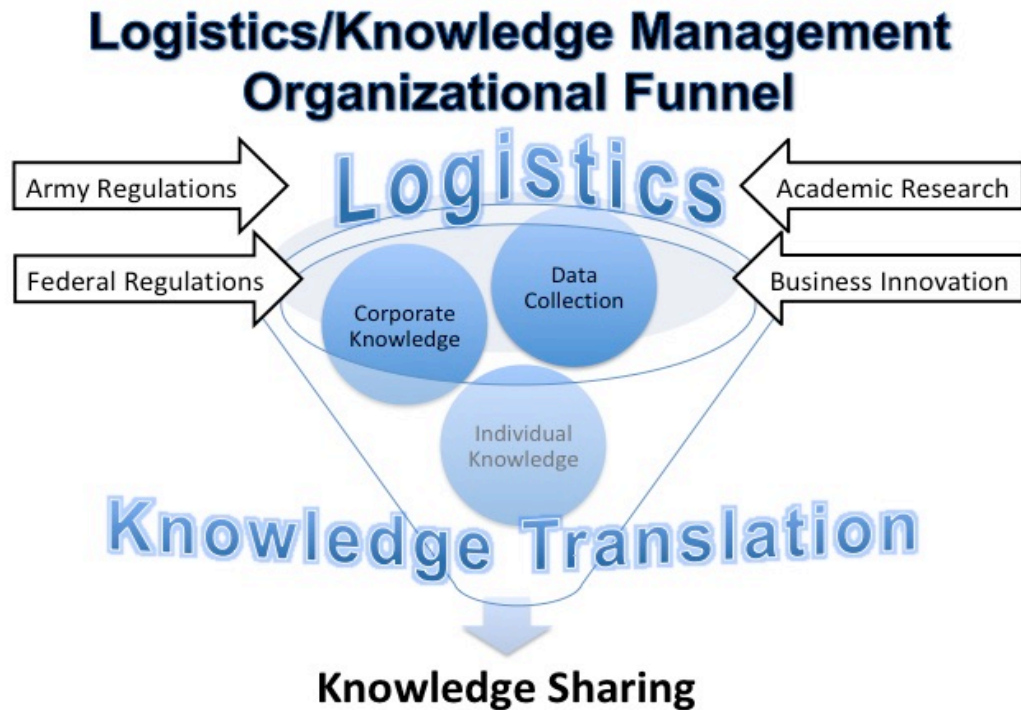 Logistics/Knowledge Management
Organizational Funnel
Logistics
Army Regulations
Academic Research
Federal Regulations
Business Innovation
Data
Collection
Corporate
Knowledge
Individual
Knowledge
Knowledge Translation
Knowledge Sharing